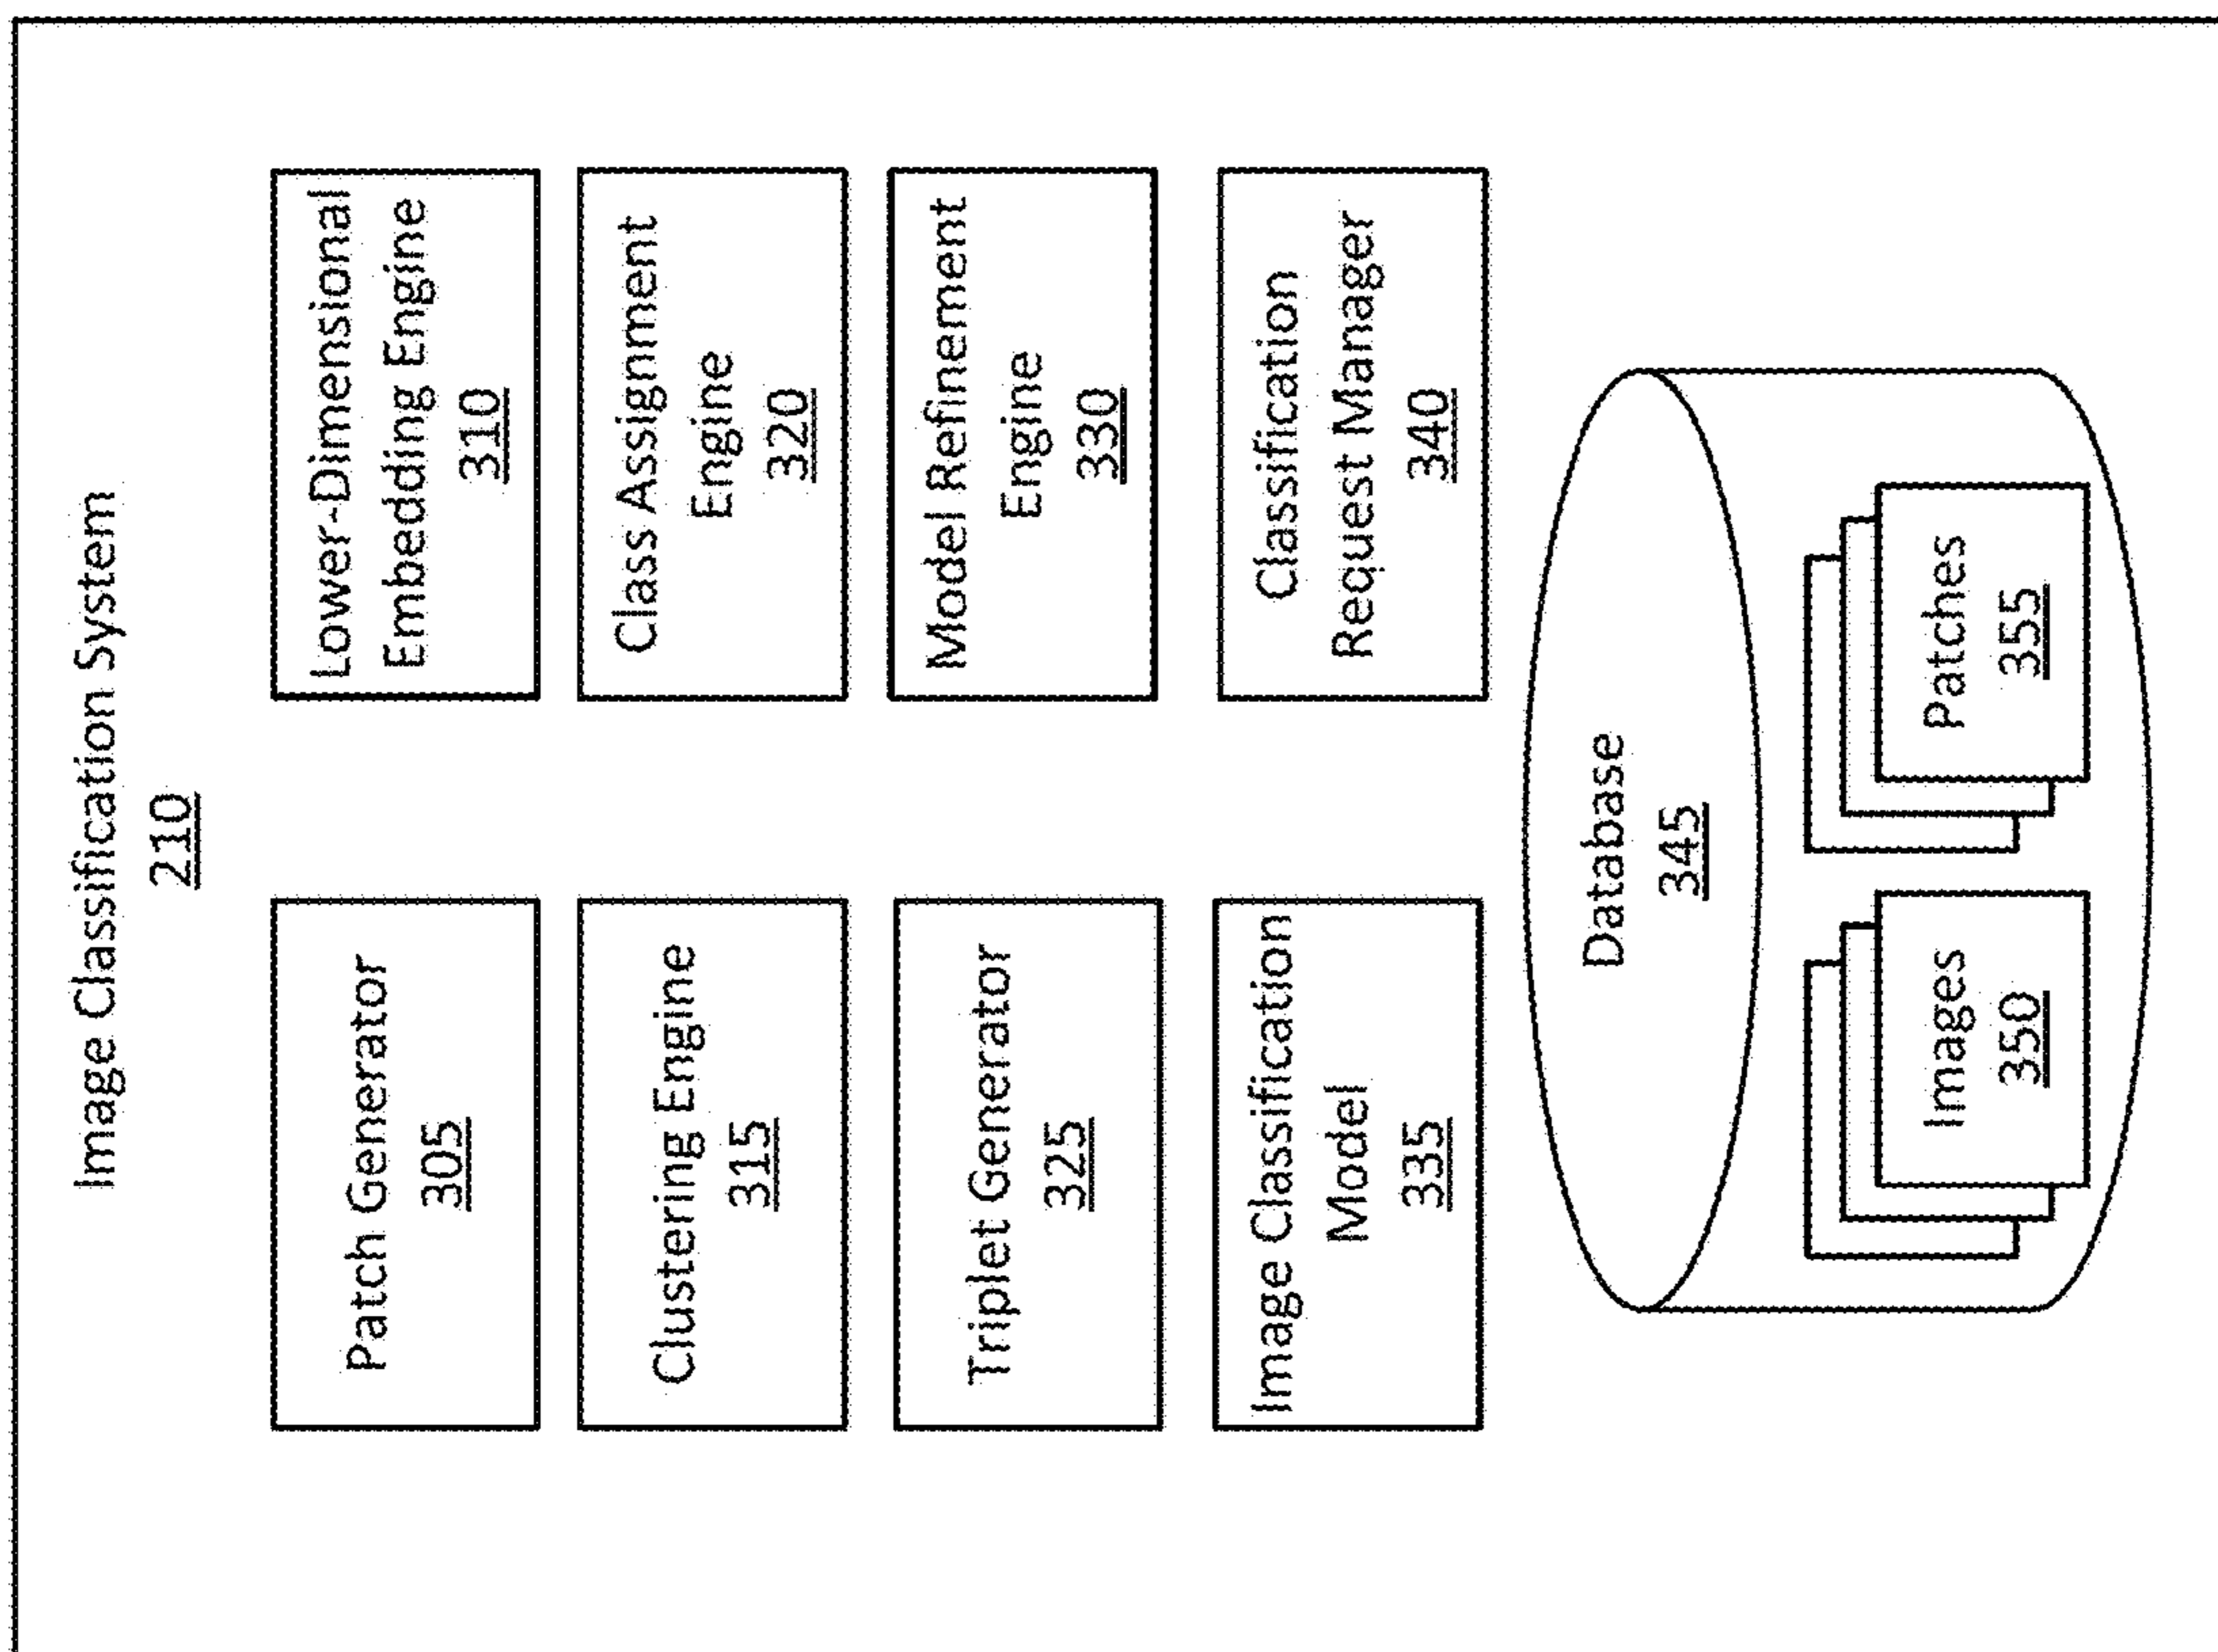 Image Classification System
210
Patch Generator
305
Lower-Dimensional
Embedding Engine
310
Clustering Engine
315
Class Assignment
Engine
320
Triplet Generator
325
Model Refinement
Engine
330
Image Classification
Model
335
Classification
Request Manager
340
Database
345
Images
350
Patches
355